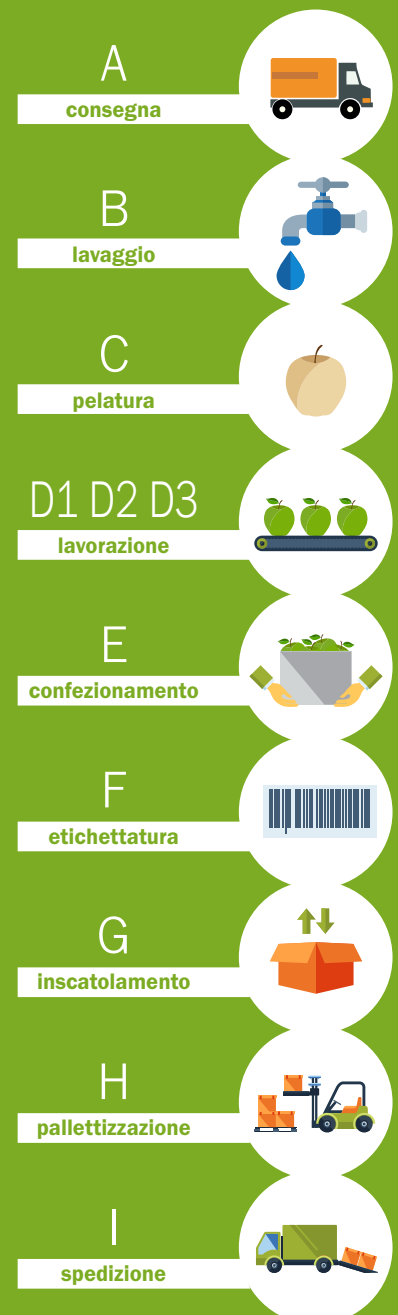 A
consegna
B
lavaggio
C
pelatura
D1 D2 D3
lavorazione
E
confezionamento
F
etichettatura
G
inscatolamento
H
pallettizzazione
I
spedizione